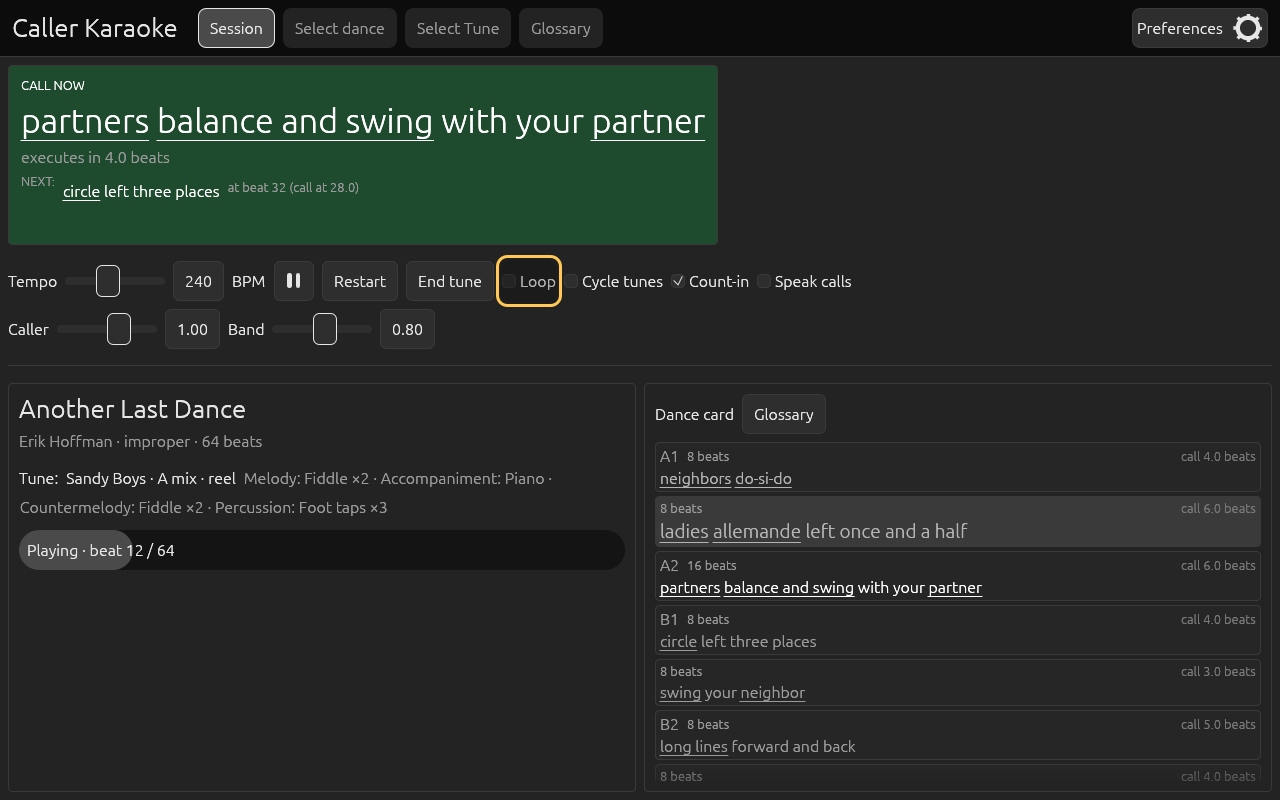 Caller Karaoke Session Select dance Select Tune Glossary Preferences
CALL NOW
partners balance and swing with your partner
executes in 4.0 beats
NEXT: circle left three places at beat 32 (call at 28.0)
Tempo 240 BPM Restart End tune Loop Cycle tunes Count-in Speak calls
Caller 1.00 Band 0.80
Another Last Dance
Erik Hoffman · improper · 64 beats
Tune: Sandy Boys · A mix · reel Melody: Fiddle ×2 · Accompaniment: Piano ·
Countermelody: Fiddle ×2 · Percussion: Foot taps ×3
Playing · beat 12 / 64
Dance card Glossary
A1 8 beats call 4.0 beats
neighbors do-si-do
8 beats call 6.0 beats
ladies allemande left once and a half
A2 16 beats call 6.0 beats
partners balance and swing with your partner
B1 8 beats call 4.0 beats
circle left three places
8 beats call 3.0 beats
swing your neighbor
B2 8 beats call 5.0 beats
long lines forward and back
8 beats call 4.0 beats